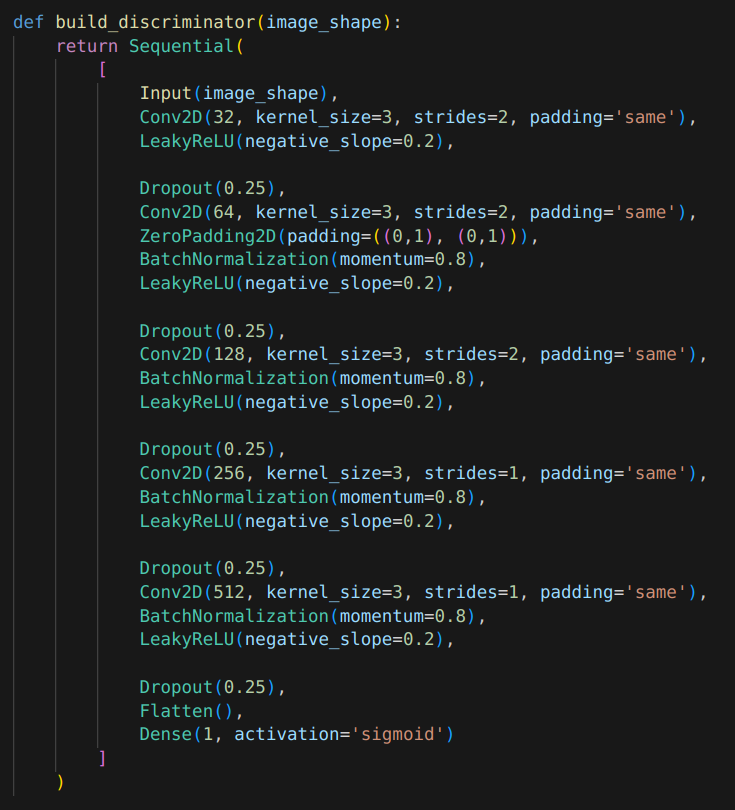 def build_discriminator(image_shape):
    return Sequential(
        [
            Input(image_shape),
            Conv2D(32, kernel_size=3, strides=2, padding='same'),
            LeakyReLU(negative_slope=0.2),

            Dropout(0.25),
            Conv2D(64, kernel_size=3, strides=2, padding='same'),
            ZeroPadding2D(padding=((0,1), (0,1))),
            BatchNormalization(momentum=0.8),
            LeakyReLU(negative_slope=0.2),

            Dropout(0.25),
            Conv2D(128, kernel_size=3, strides=2, padding='same'),
            BatchNormalization(momentum=0.8),
            LeakyReLU(negative_slope=0.2),

            Dropout(0.25),
            Conv2D(256, kernel_size=3, strides=1, padding='same'),
            BatchNormalization(momentum=0.8),
            LeakyReLU(negative_slope=0.2),

            Dropout(0.25),
            Conv2D(512, kernel_size=3, strides=1, padding='same'),
            BatchNormalization(momentum=0.8),
            LeakyReLU(negative_slope=0.2),

            Dropout(0.25),
            Flatten(),
            Dense(1, activation='sigmoid')
        ]
    )